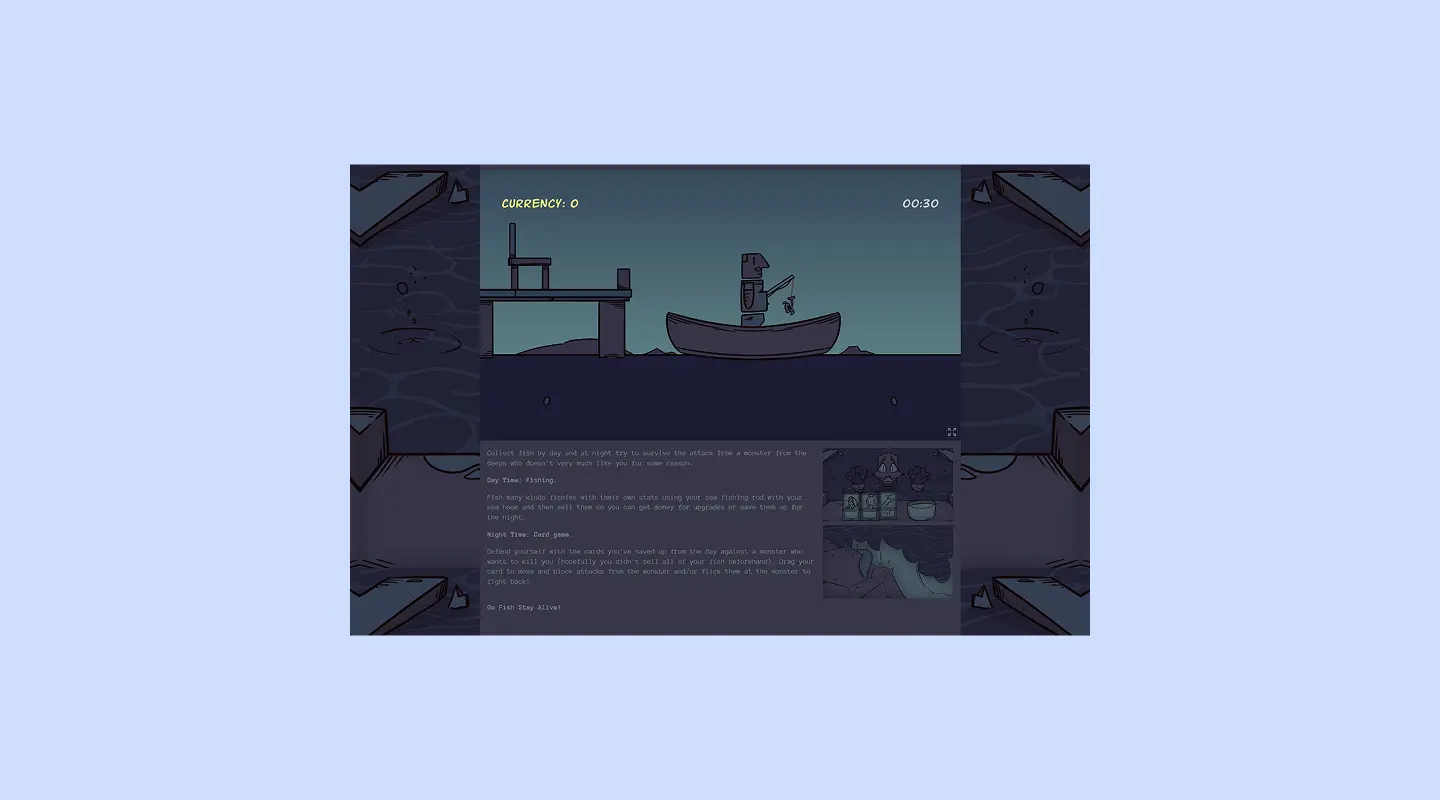 CURRENCY: 0
00:30
Collect fish by day and at night try to survive the attack from a monster from the
deeps who doesn't very much like you for some reason.
Day Time: Fishing.
Fish many kinds fishies with their own stats using your sea fishing rod with your
sea hook and then sell them so you can get money for upgrades or save them up for
the night.
Night Time: Card game.
Defend yourself with the cards you've saved up from the day against a monster who
wants to kill you (hopefully you didn't sell all of your fish beforehand). Drag your
card to move and block attacks from the monster and/or flick them at the monster to
fight back!
Go Fish Stay Alive!